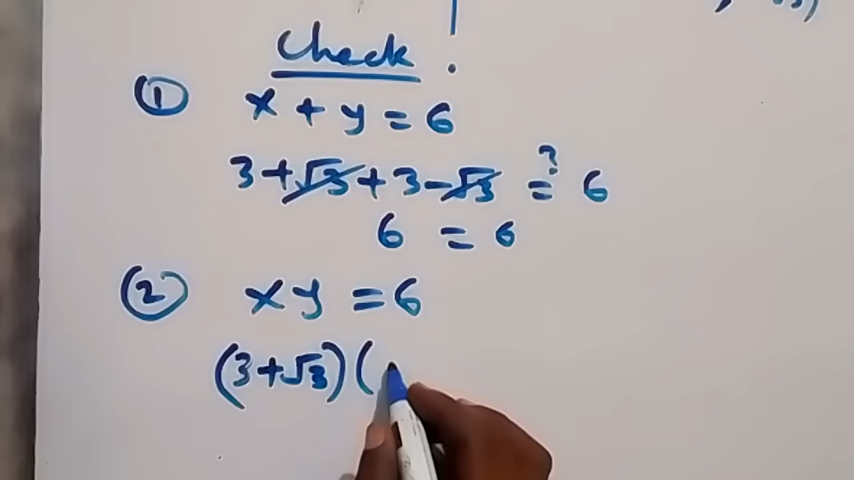 Check!
① x + y = 6
3+√3+3-√3 ≟ 6
6 = 6
② xy = 6
(3+√3)(